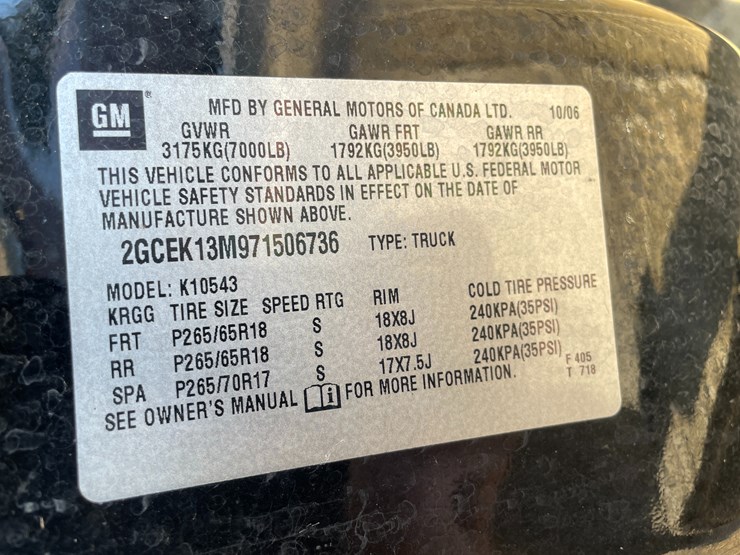 GM® MFD BY GENERAL MOTORS OF CANADA LTD. 10/06
GVWR GAWR FRT GAWR RR
3175KG(7000LB) 1792KG(3950LB) 1792KG(3950LB)
THIS VEHICLE CONFORMS TO ALL APPLICABLE U.S. FEDERAL MOTOR
VEHICLE SAFETY STANDARDS IN EFFECT ON THE DATE OF
MANUFACTURE SHOWN ABOVE.
2GCEK13M971506736 TYPE: TRUCK
MODEL: K10543
KRGG TIRE SIZE SPEED RTG RIM COLD TIRE PRESSURE
FRT P265/65R18 S 18X8J 240KPA(35PSI)
RR P265/65R18 S 18X8J 240KPA(35PSI)
SPA P265/70R17 S 17X7.5J 240KPA(35PSI) F 405
SEE OWNER'S MANUAL i FOR MORE INFORMATION. T 718